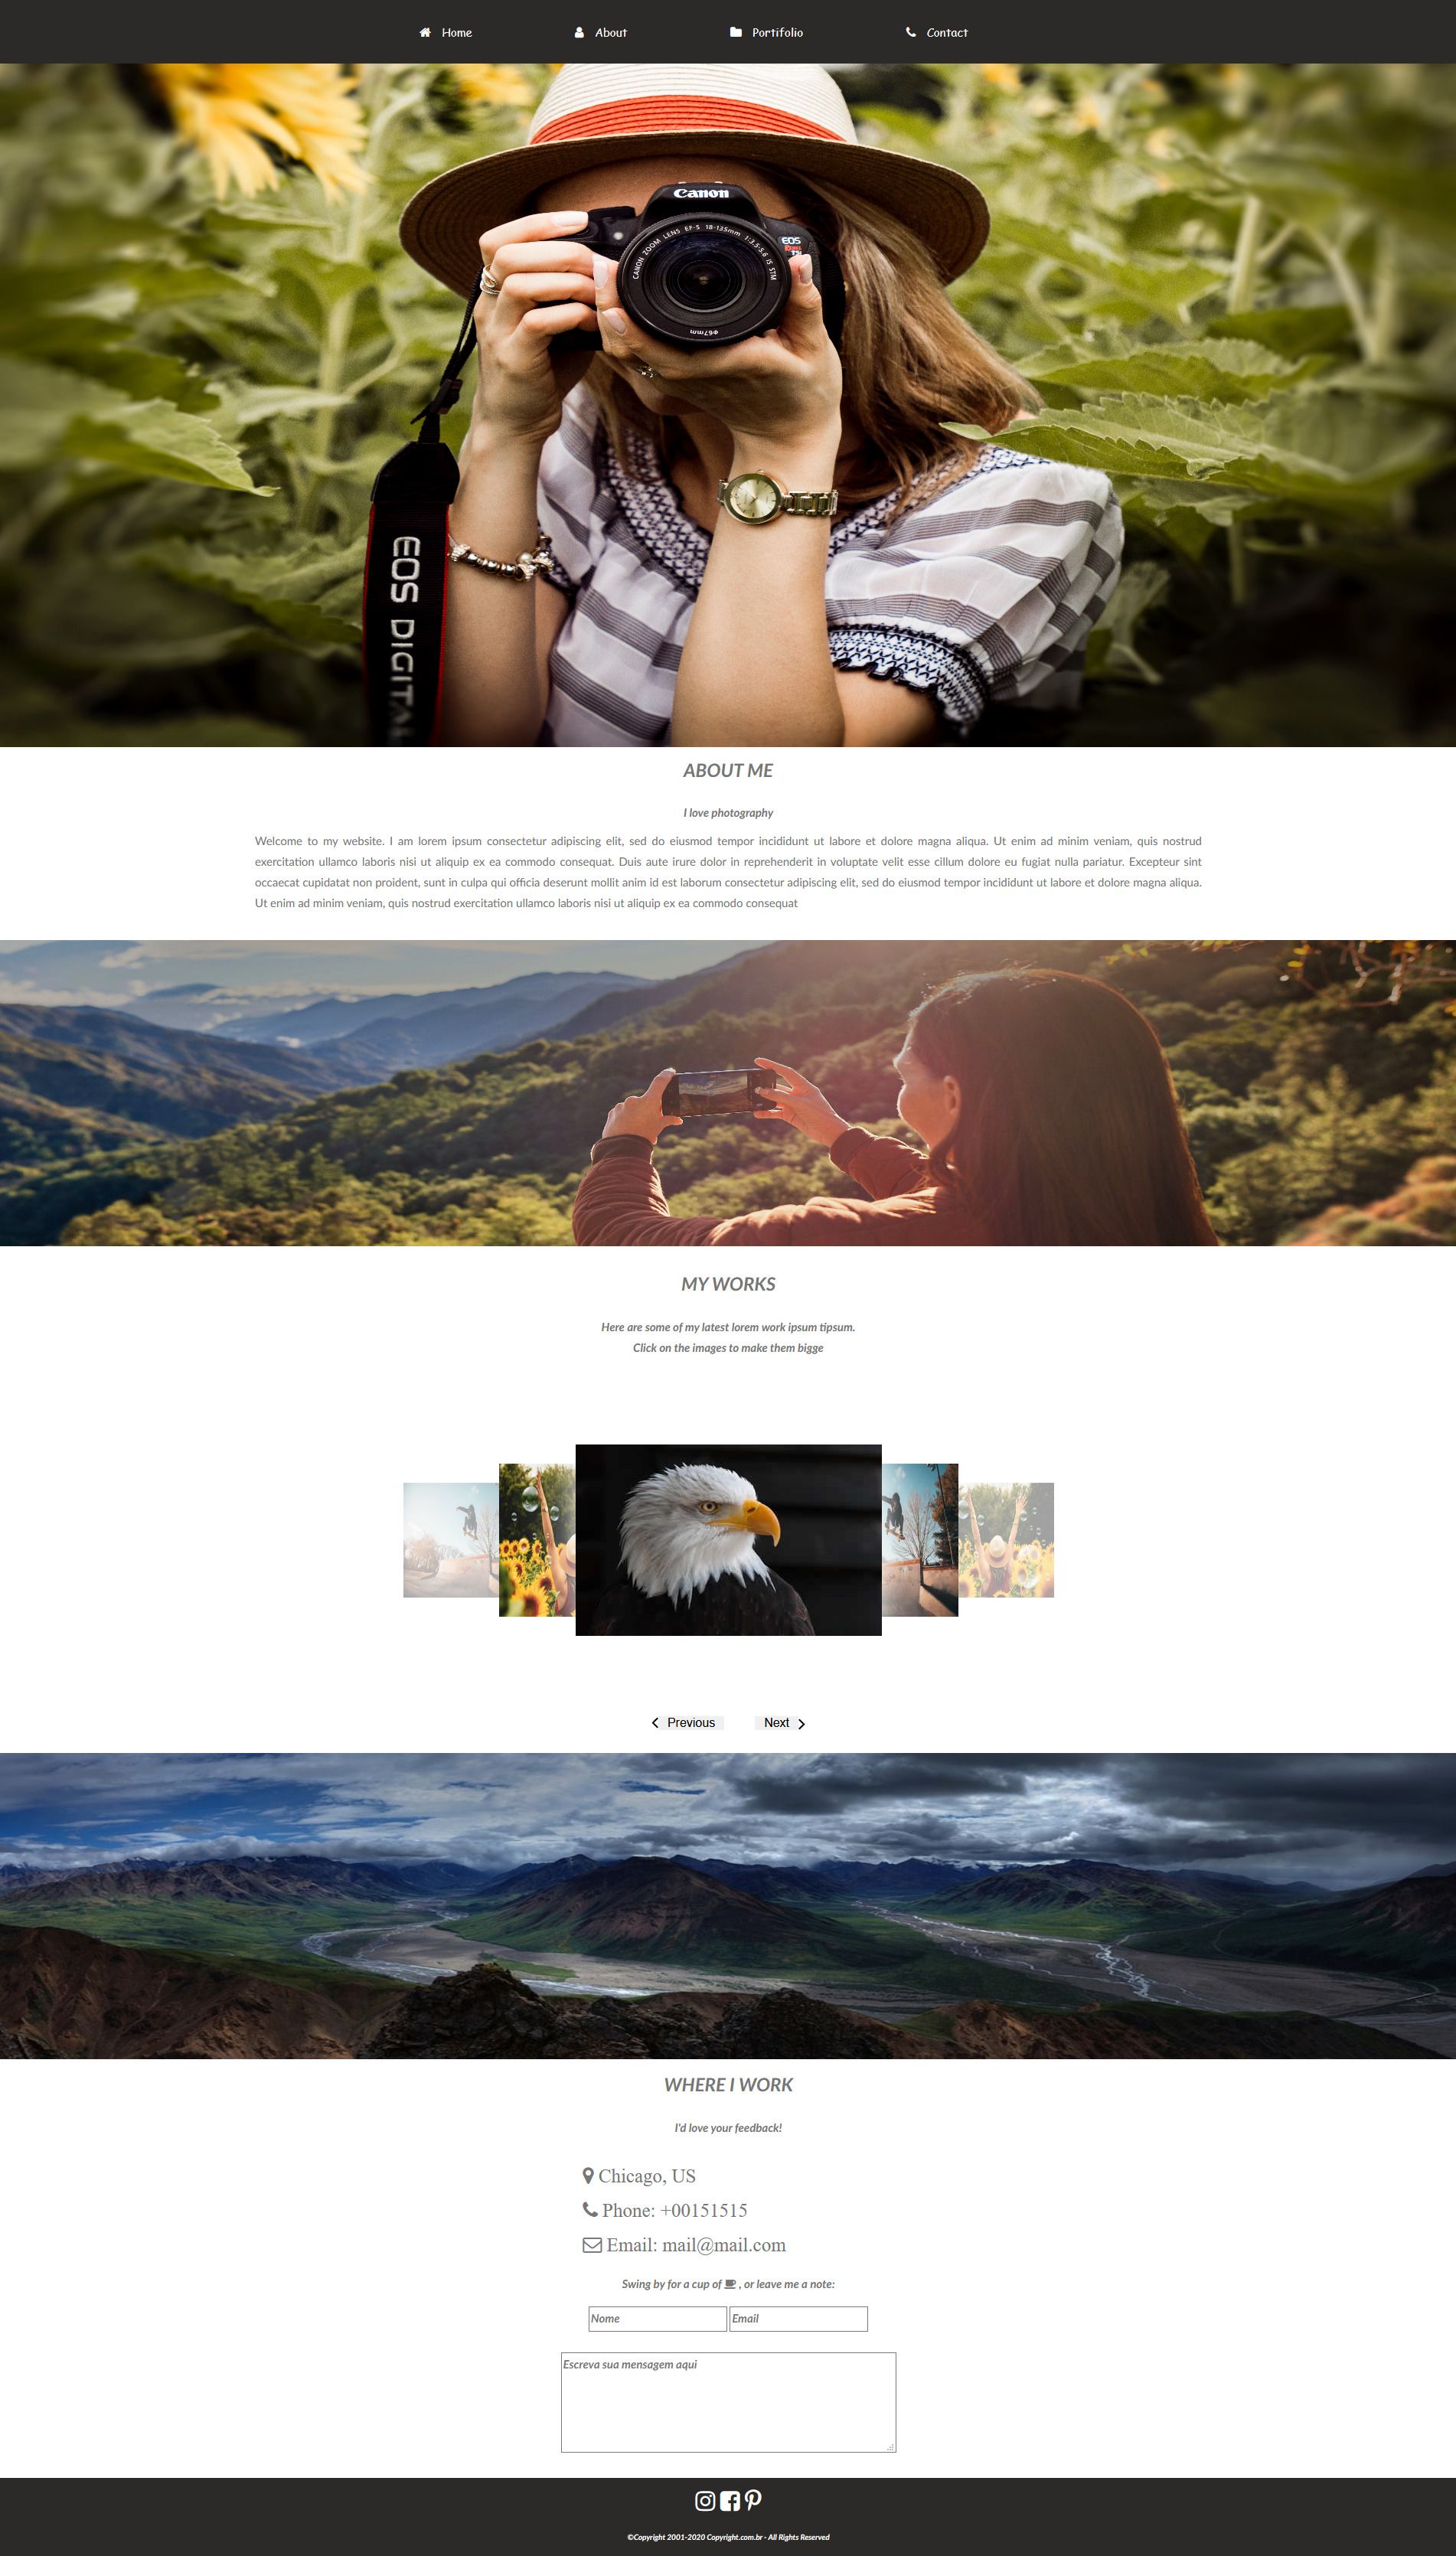 Home About Portifolio Contact
Canon
EOS
CANON ZOOM LENS EF-S 18-135mm 1:3.5-5.6 IS STM
φ67mm
EOS DIGITA
ABOUT ME
I love photography
Welcome to my website. I am lorem ipsum consectetur adipiscing elit, sed do eiusmod tempor incididunt ut labore et dolore magna aliqua. Ut enim ad minim veniam, quis nostrud
exercitation ullamco laboris nisi ut aliquip ex ea commodo consequat. Duis aute irure dolor in reprehenderit in voluptate velit esse cillum dolore eu fugiat nulla pariatur. Excepteur sint
occaecat cupidatat non proident, sunt in culpa qui officia deserunt mollit anim id est laborum consectetur adipiscing elit, sed do eiusmod tempor incididunt ut labore et dolore magna aliqua.
Ut enim ad minim veniam, quis nostrud exercitation ullamco laboris nisi ut aliquip ex ea commodo consequat
MY WORKS
Here are some of my latest lorem work ipsum tipsum.
Click on the images to make them bigge
Previous Next
WHERE I WORK
I'd love your feedback!
Chicago, US
Phone: +00151515
Email: mail@mail.com
Swing by for a cup of , or leave me a note:
Nome Email
Escreva sua mensagem aqui
©Copyright 2001-2020 Copyright.com.br - All Rights Reserved